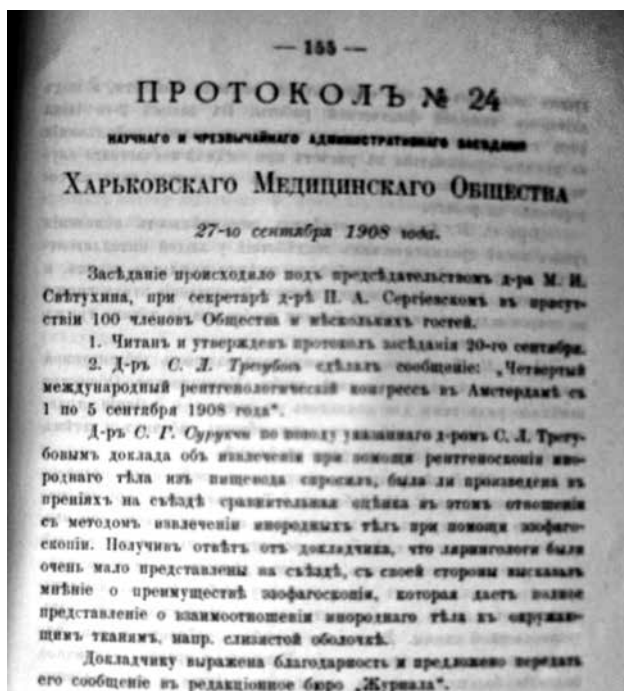 — 155 —
ПРОТОКОЛЪ № 24
НАУЧНАГО И ЧРЕЗВЫЧАЙНАГО АДМИНИСТРАТИВНАГО ЗАСѢДАНІЯ
ХАРЬКОВСКАГО МЕДИЦИНСКАГО ОБЩЕСТВА
27-го сентября 1908 года.
Засѣданіе происходило подъ предсѣдательствомъ д-ра М. И.
Свѣтухина, при секретарѣ д-рѣ П. А. Сергіевскомъ въ присут-
ствіи 100 членовъ Общества и нѣсколькихъ гостей.
1. Читанъ и утвержденъ протоколъ засѣданія 20-го сентября.
2. Д-ръ С. Л. Трегубовъ сдѣлалъ сообщеніе: „Четвертый
международный рентгенологическій конгрессъ въ Амстердамѣ съ
1 по 5 сентября 1908 года“.
Д-ръ С. Г. Сурукчи по поводу указаннаго д-ромъ С. Л. Трегу-
бовымъ доклада объ извлеченіи при помощи рентгеноскопіи ино-
роднаго тѣла изъ пищевода спросилъ, была ли произведена въ
преніяхъ на съѣздѣ сравнительная оцѣнка въ этомъ отношеніи
съ методомъ извлеченія инородныхъ тѣлъ при помощи эзофаго-
скопіи. Получивъ отвѣтъ отъ докладчика, что ларингологи были
очень мало представлены на съѣздѣ, съ своей стороны высказалъ
мнѣніе о преимуществѣ эзофагоскопіи, которая даетъ полное
представленіе о взаимоотношеніи инороднаго тѣла къ окружаю-
щимъ тканямъ, напр. слизистой оболочкѣ.
Докладчику выражена благодарность и предложено передать
его сообщеніе въ редакціонное бюро „Журнала“.